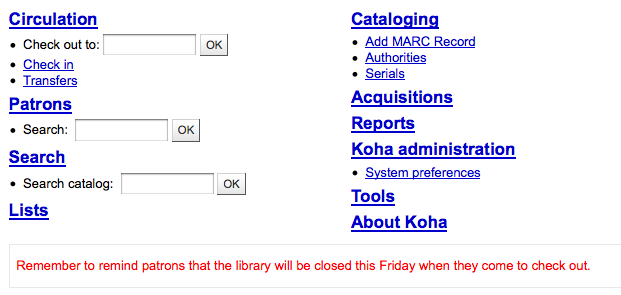 Circulation
Check out to: OK
Check in
Transfers
Patrons
Search: OK
Search
Search catalog: OK
Lists
Cataloging
Add MARC Record
Authorities
Serials
Acquisitions
Reports
Koha administration
System preferences
Tools
About Koha
Remember to remind patrons that the library will be closed this Friday when they come to check out.